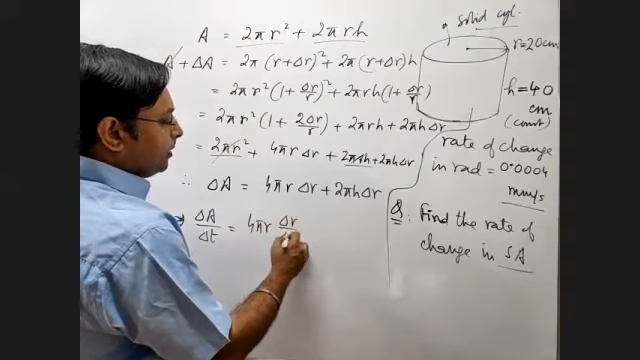 A = 2πr² + 2πrh
A + ΔA = 2π (r+Δr)² + 2π(r+Δr)h
= 2πr² (1 + Δr/r)² + 2πrh(1 + Δr/r)
= 2πr² (1 + 2Δr/r) + 2πrh + 2πhΔr
= 2πr² + 4πrΔr + 2πrh + 2πhΔr
∴ ΔA = 4πrΔr + 2πhΔr
ΔA/Δt = 4πr Δr
solid cyl.
r=20cm
h=40
cm
(const)
rate of change
in rad = 0.0004
mm/s
Q: Find the rate of
change in SA